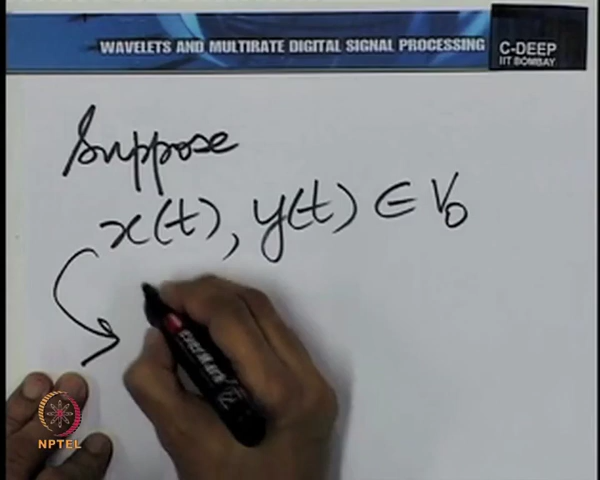 WAVELETS AND MULTIRATE DIGITAL SIGNAL PROCESSING
C-DEEP
IIT BOMBAY
Suppose
x(t), y(t) ∈ V₀
NPTEL